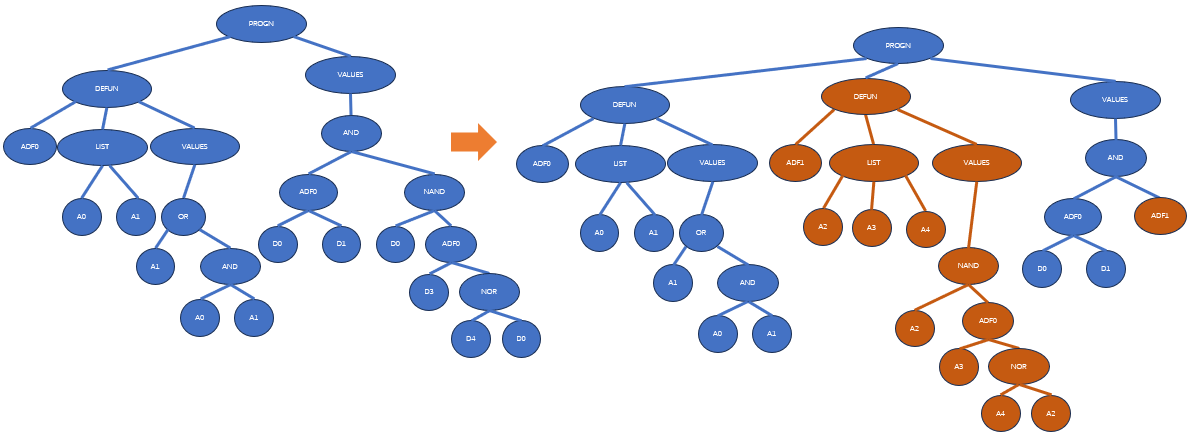 PROGN
DEFUN
VALUES
ADF0
LIST
VALUES
AND
A0
A1
OR
ADF0
NAND
A1
AND
D0
D1
D0
ADF0
A0
A1
D3
NOR
D4
D0
PROGN
DEFUN
DEFUN
VALUES
ADF0
LIST
VALUES
ADF1
LIST
VALUES
AND
A0
A1
OR
A2
A3
A4
ADF0
ADF1
A1
AND
NAND
D0
D1
A0
A1
A2
ADF0
A3
NOR
A4
A2